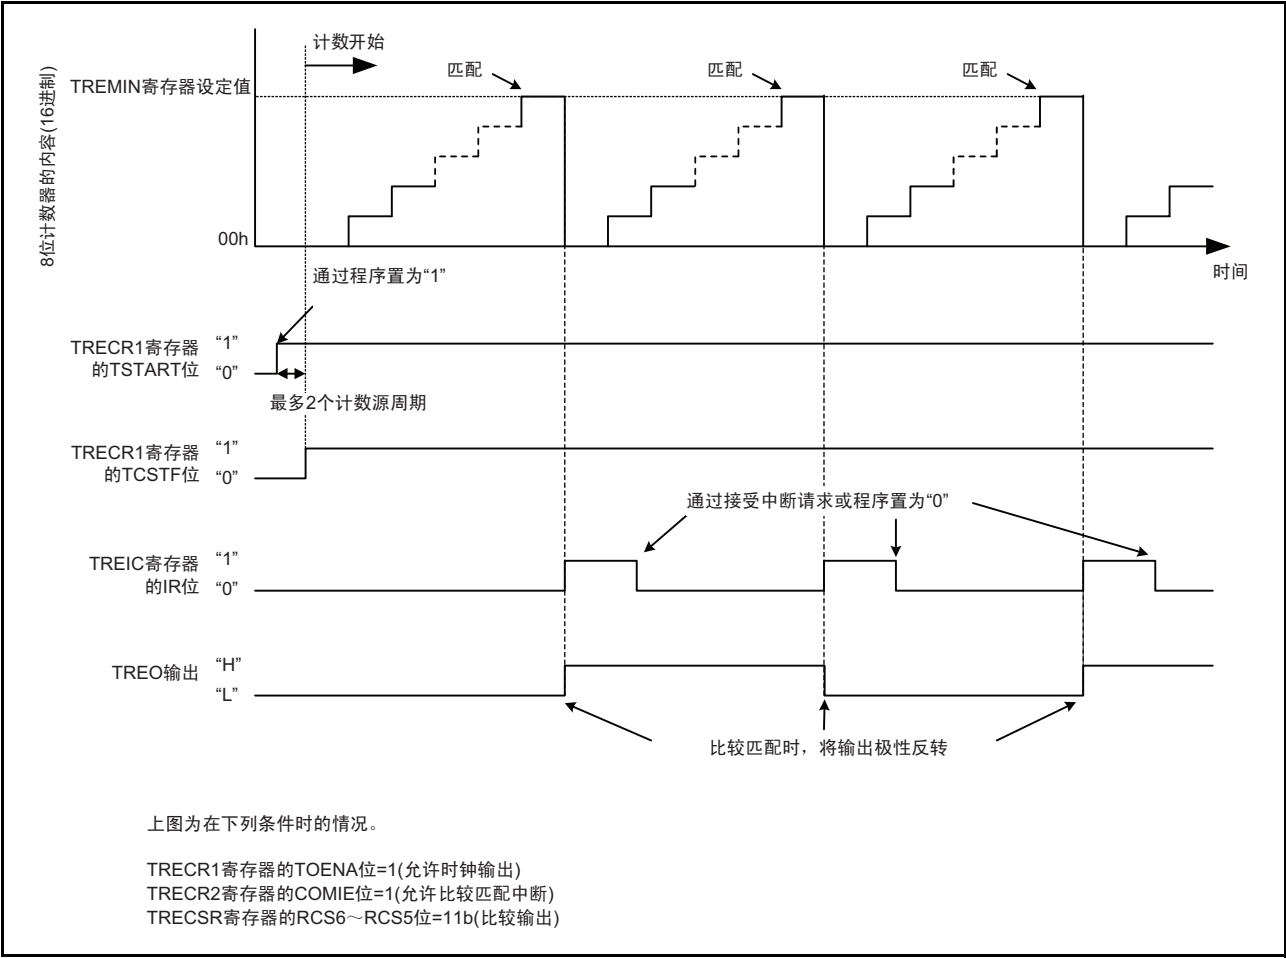 计数开始
匹配
匹配
匹配
TREMIN寄存器设定值
8位计数器的内容(16进制)
00h
时间
通过程序置为“1”
TRECR1寄存器 “1”
的TSTART位 “0”
最多2个计数源周期
TRECR1寄存器 “1”
的TCSTF位 “0”
通过接受中断请求或程序置为“0”
TREIC寄存器 “1”
的IR位 “0”
TREO输出 “H”
“L”
比较匹配时，将输出极性反转
上图为在下列条件时的情况。
TRECR1寄存器的TOENA位=1(允许时钟输出)
TRECR2寄存器的COMIE位=1(允许比较匹配中断)
TRECSR寄存器的RCS6～RCS5位=11b(比较输出)